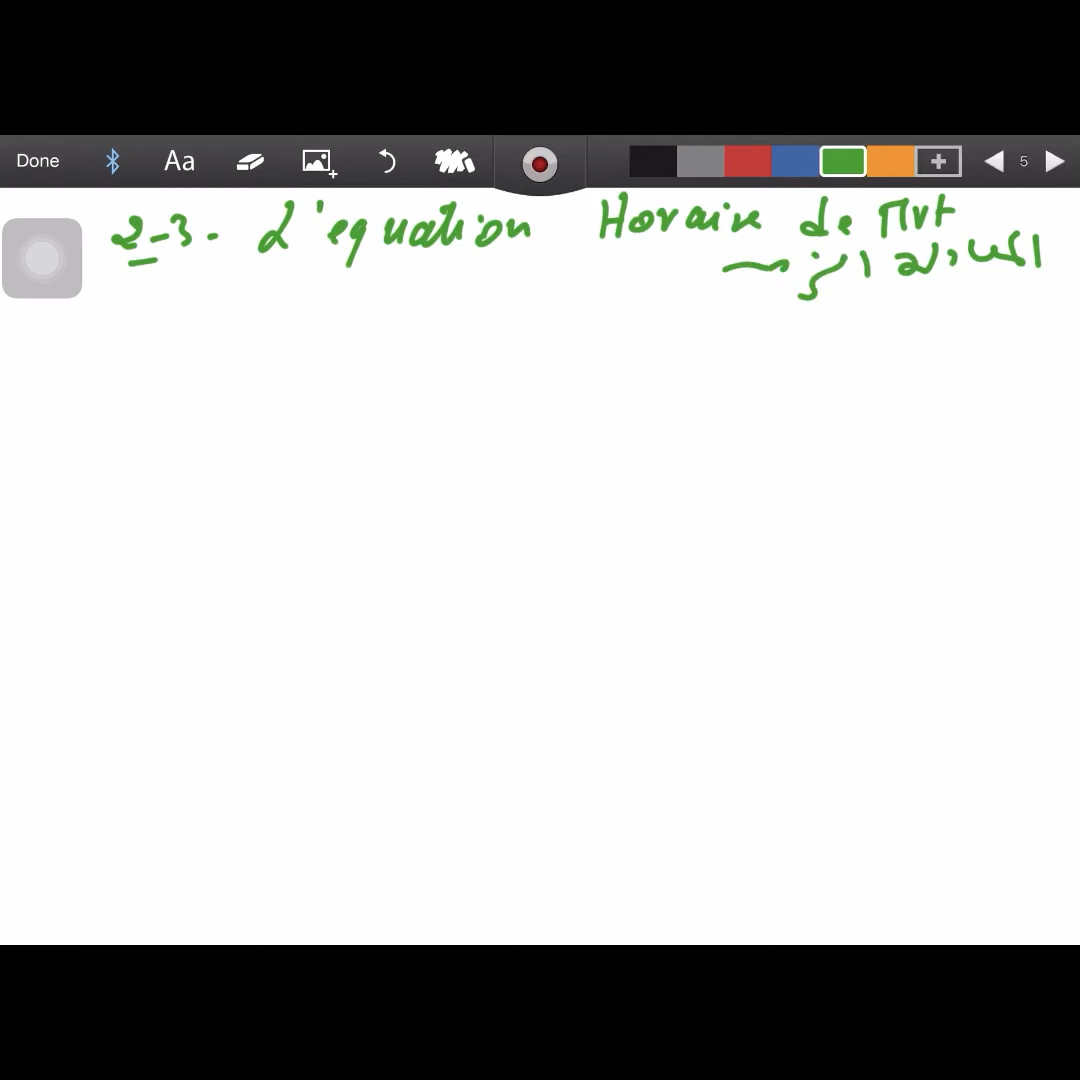 Done Aa 5
2-3- L'equation Horaire de Mvt
المعادلة الزمنية